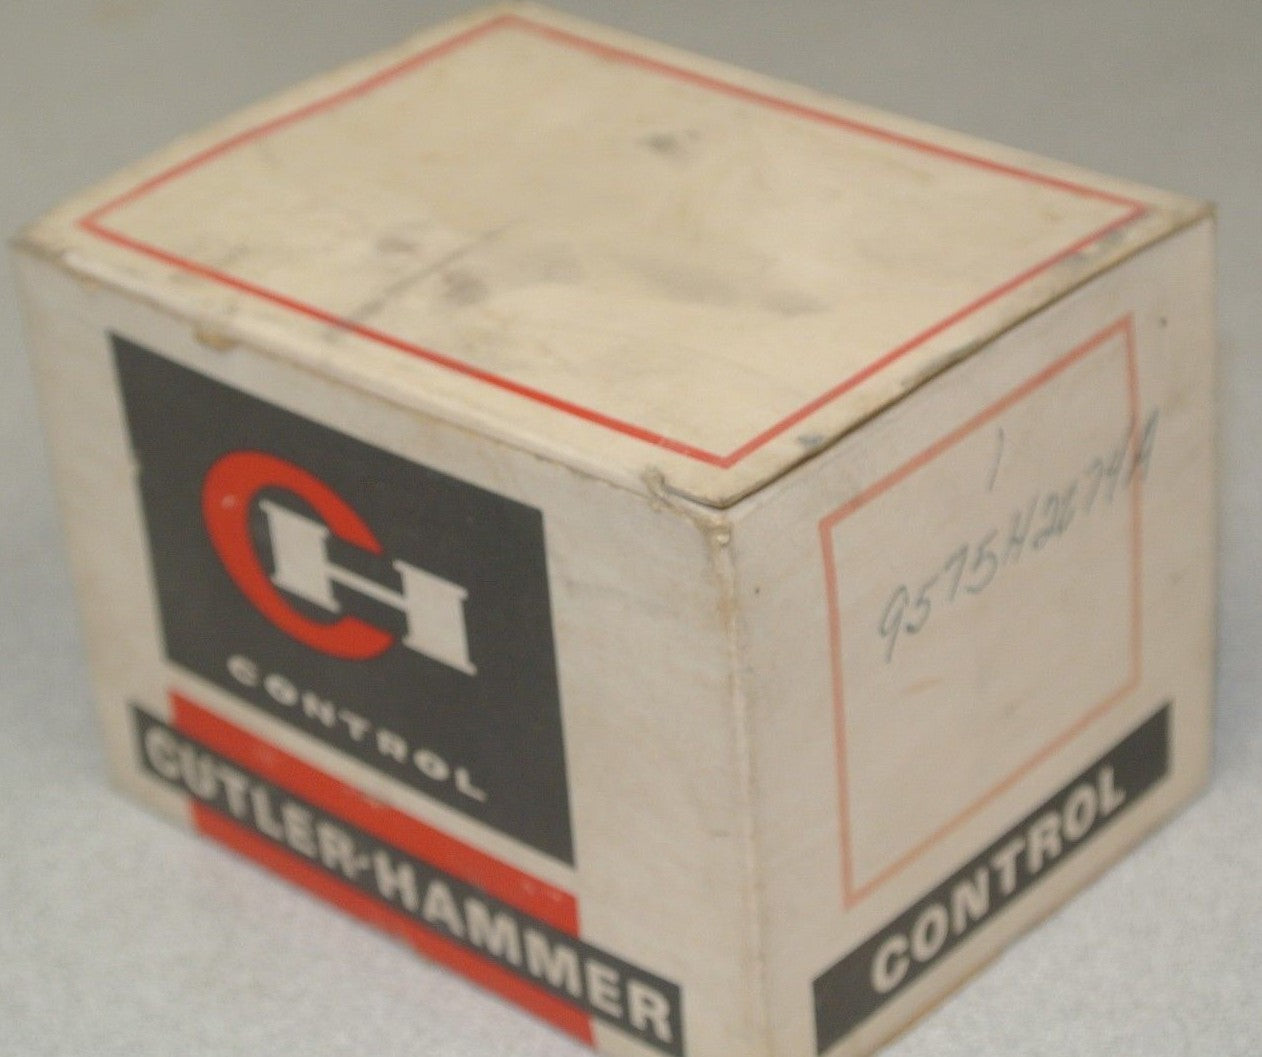 CH
CONTROL
CUTLER-HAMMER
1
9575H2674A
CONTROL